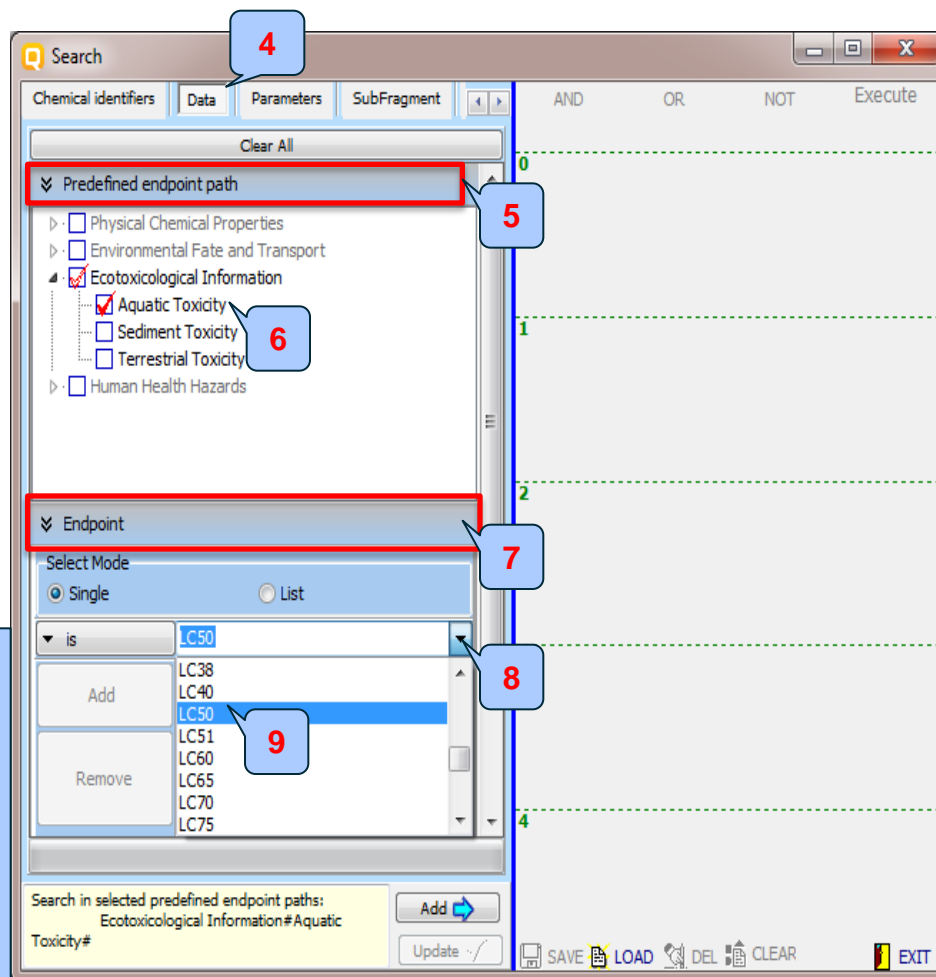 4
Search
Chemical identifiers Data Parameters SubFragment
AND OR NOT Execute
Clear All
0
Predefined endpoint path
5
Physical Chemical Properties
Environmental Fate and Transport
Ecotoxicological Information
Aquatic Toxicity
Sediment Toxicity
Terrestrial Toxicity
6
Human Health Hazards
1
2
Endpoint
7
Select Mode
Single List
is LC50
8
Add
Remove
LC38
LC40
LC50
LC51
LC60
LC65
LC70
LC75
9
4
Search in selected predefined endpoint paths:
Ecotoxicological Information#Aquatic
Toxicity#
Add
Update
SAVE LOAD DEL CLEAR EXIT